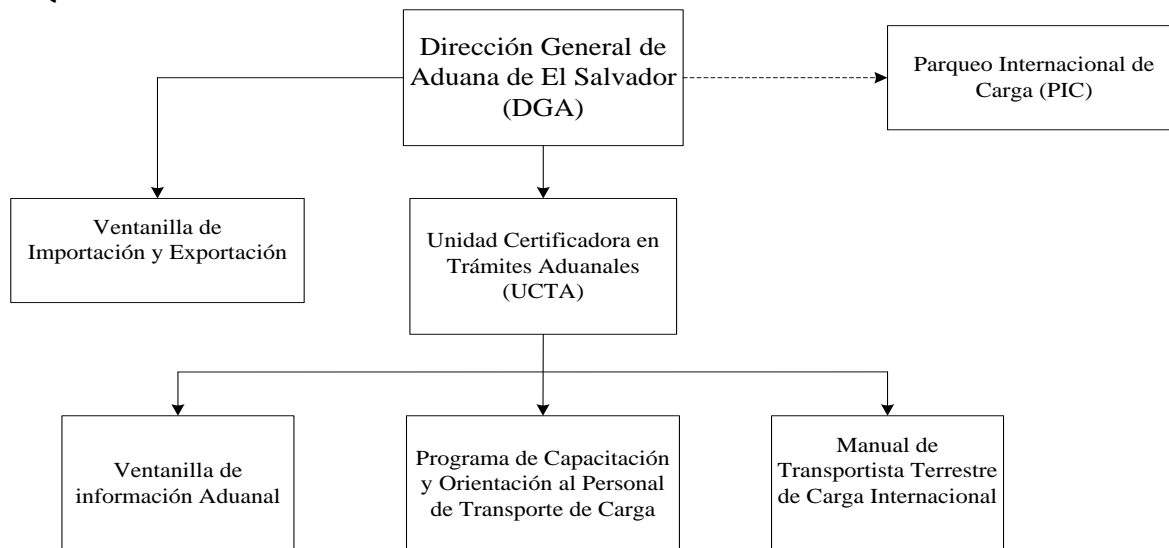 Dirección General de
Aduana de El Salvador
(DGA)
Parqueo Internacional de
Carga (PIC)
Ventanilla de
Importación y Exportación
Unidad Certificadora en
Trámites Aduanales
(UCTA)
Ventanilla de
información Aduanal
Programa de Capacitación
y Orientación al Personal
de Transporte de Carga
Manual de
Transportista Terrestre
de Carga Internacional